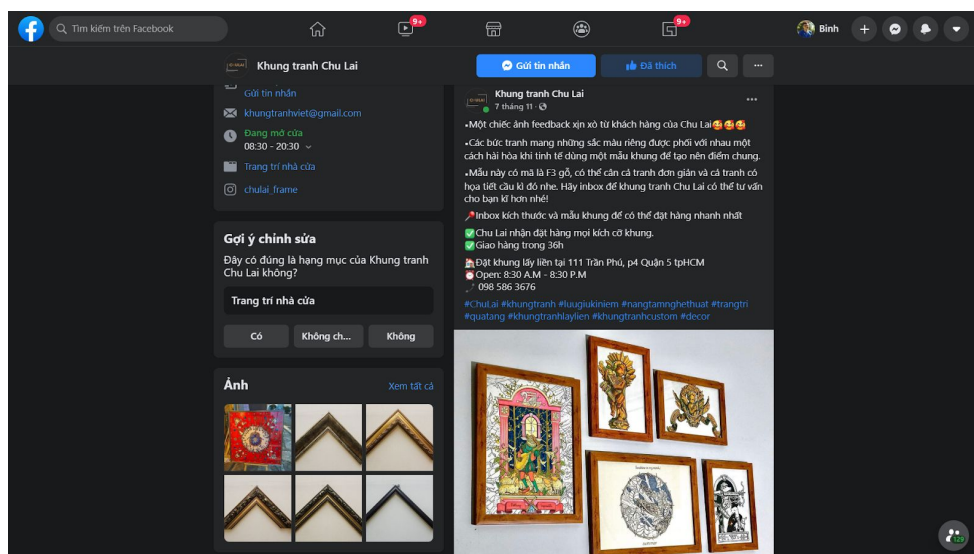 Tìm kiếm trên Facebook
9+
9+
Binh
Khung tranh Chu Lai
Gửi tin nhắn
Đã thích
Gửi tin nhắn
khungtranhviet@gmail.com
Đang mở cửa
08:30 - 20:30
Trang trí nhà cửa
chulai_frame
Gợi ý chỉnh sửa
Đây có đúng là hạng mục của Khung tranh
Chu Lai không?
Trang trí nhà cửa
Có
Không ch...
Không
Ảnh
Xem tất cả
Khung tranh Chu Lai
7 tháng 11
•Một chiếc ảnh feedback xịn xò từ khách hàng của Chu Lai🥰🥰🥰
•Các bức tranh mang những sắc màu riêng được phối với nhau một
cách hài hòa khi tinh tế dùng một mẫu khung để tạo nên điểm chung.
•Mẫu này có mã là F3 gỗ, có thể cân cả tranh đơn giản và cả tranh có
họa tiết cầu kì đó nhe. Hãy inbox để khung tranh Chu Lai có thể tư vấn
cho bạn kĩ hơn nhé!
📍Inbox kích thước và mẫu khung để có thể đặt hàng nhanh nhất
✅Chu Lai nhận đặt hàng mọi kích cỡ khung.
✅Giao hàng trong 36h
🏠Đặt khung lấy liền tại 111 Trần Phú, p4 Quận 5 tpHCM
⏰Open: 8:30 A.M - 8:30 P.M
098 586 3676
#ChuLai #khungtranh #luugiukiniem #nangtamnghethuat #trangtri
#quatang #khungtranhlaylien #khungtranhcustom #decor
129